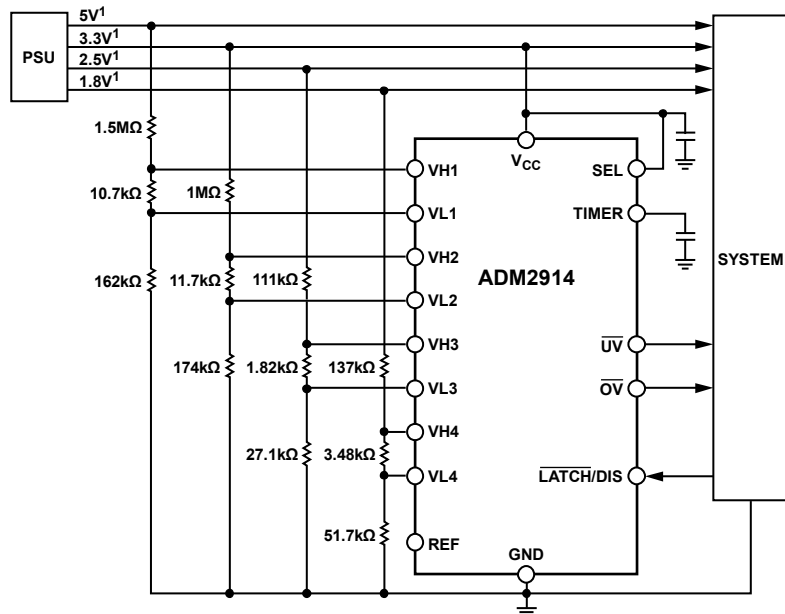 PSU
5V¹
3.3V¹
2.5V¹
1.8V¹
1.5MΩ
10.7kΩ
162kΩ
1MΩ
11.7kΩ
174kΩ
111kΩ
1.82kΩ
27.1kΩ
137kΩ
3.48kΩ
51.7kΩ
VCC
VH1
VL1
VH2
VL2
VH3
VL3
VH4
VL4
REF
ADM2914
SEL
TIMER
UV
OV
LATCH/DIS
GND
SYSTEM